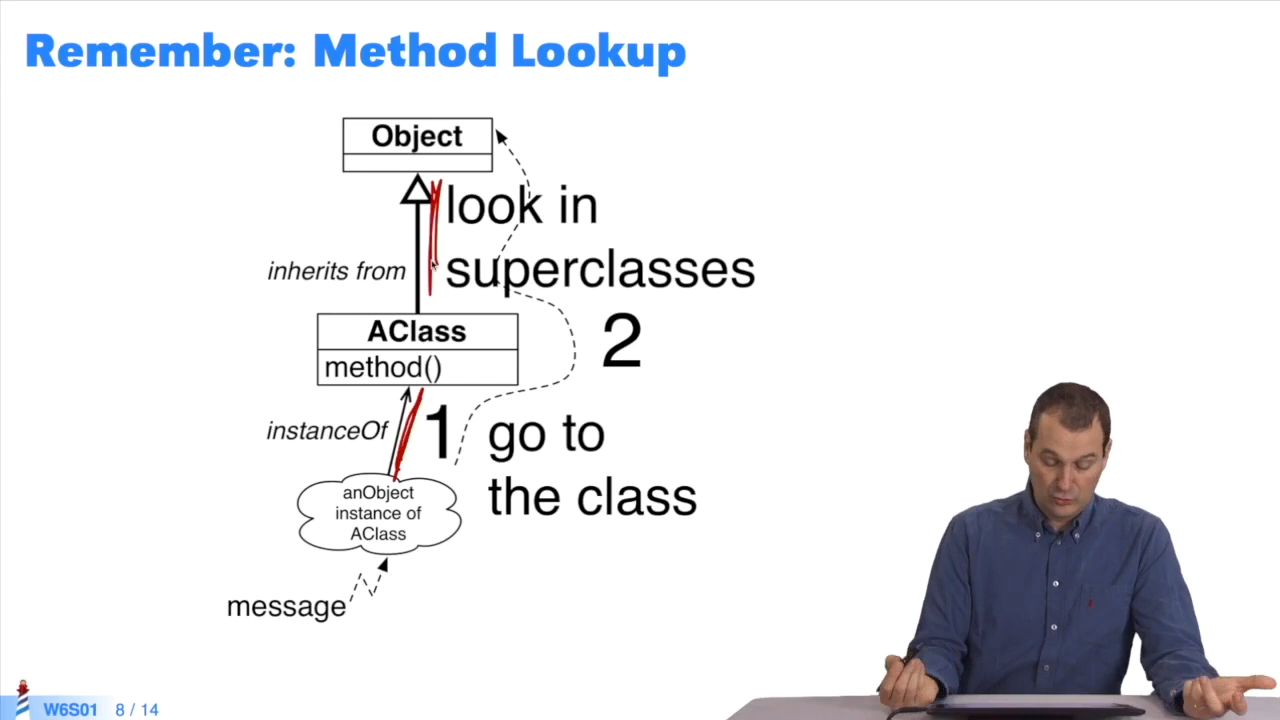 Remember: Method Lookup
Object
look in
superclasses
inherits from
AClass
method()
2
instanceOf
1
go to
the class
anObject
instance of
AClass
message
W6S01 8 / 14